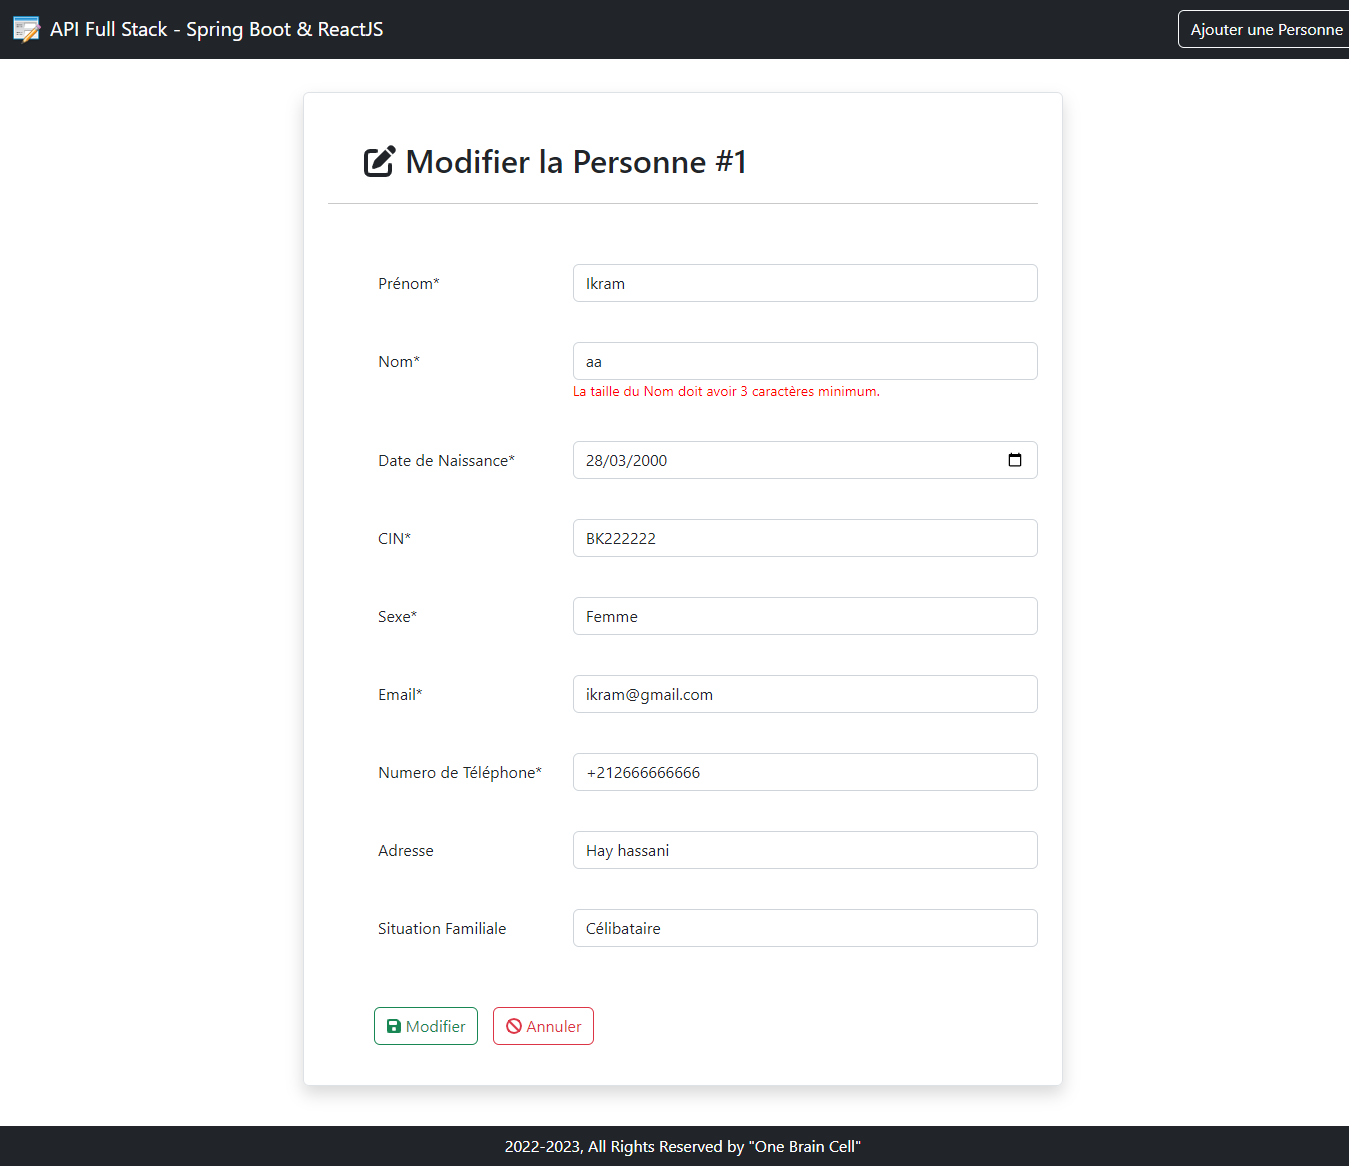 API Full Stack - Spring Boot & ReactJS
Ajouter une Personne
Modifier la Personne #1
Prénom*
Ikram
Nom*
aa
La taille du Nom doit avoir 3 caractères minimum.
Date de Naissance*
28/03/2000
CIN*
BK222222
Sexe*
Femme
Email*
ikram@gmail.com
Numero de Téléphone*
+212666666666
Adresse
Hay hassani
Situation Familiale
Célibataire
Modifier
Annuler
2022-2023, All Rights Reserved by "One Brain Cell"